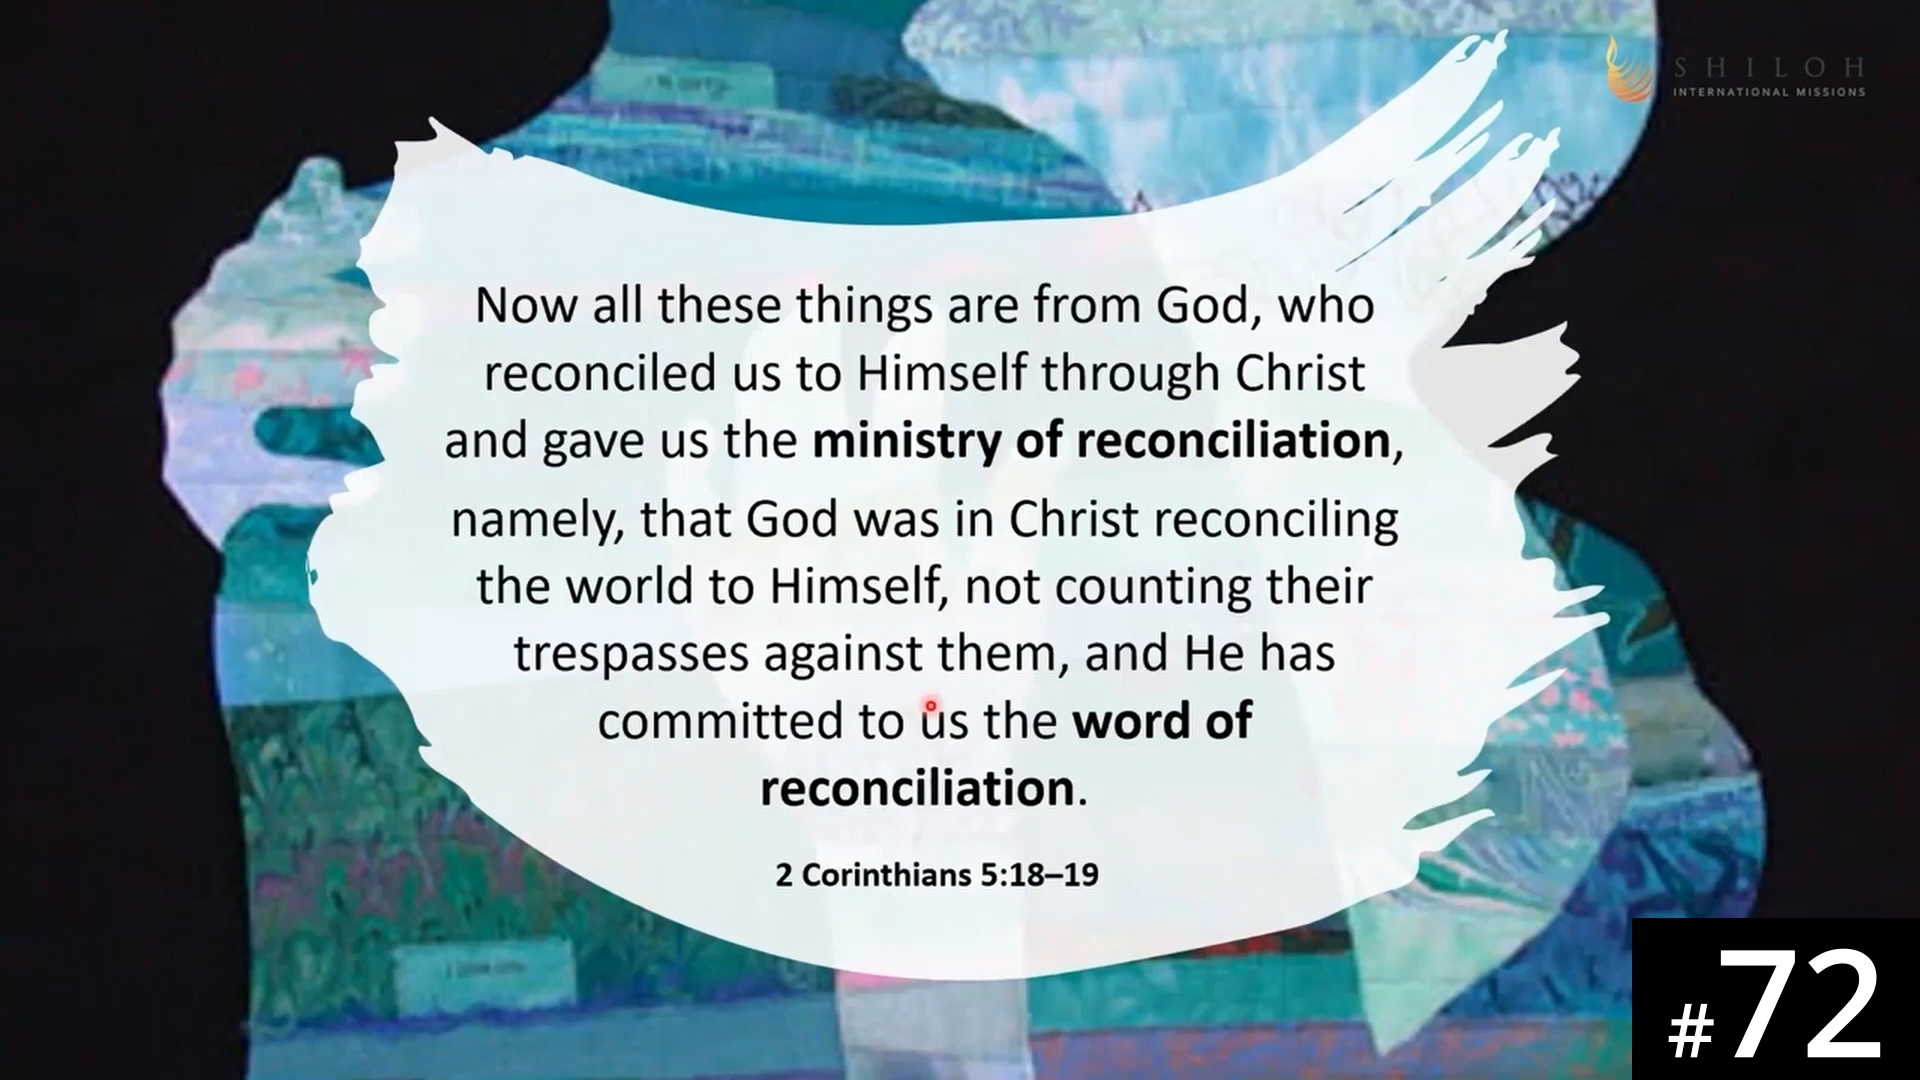 SHILOH
INTERNATIONAL MISSIONS
Now all these things are from God, who
reconciled us to Himself through Christ
and gave us the ministry of reconciliation,
namely, that God was in Christ reconciling
the world to Himself, not counting their
trespasses against them, and He has
committed to us the word of
reconciliation.
2 Corinthians 5:18–19
#72